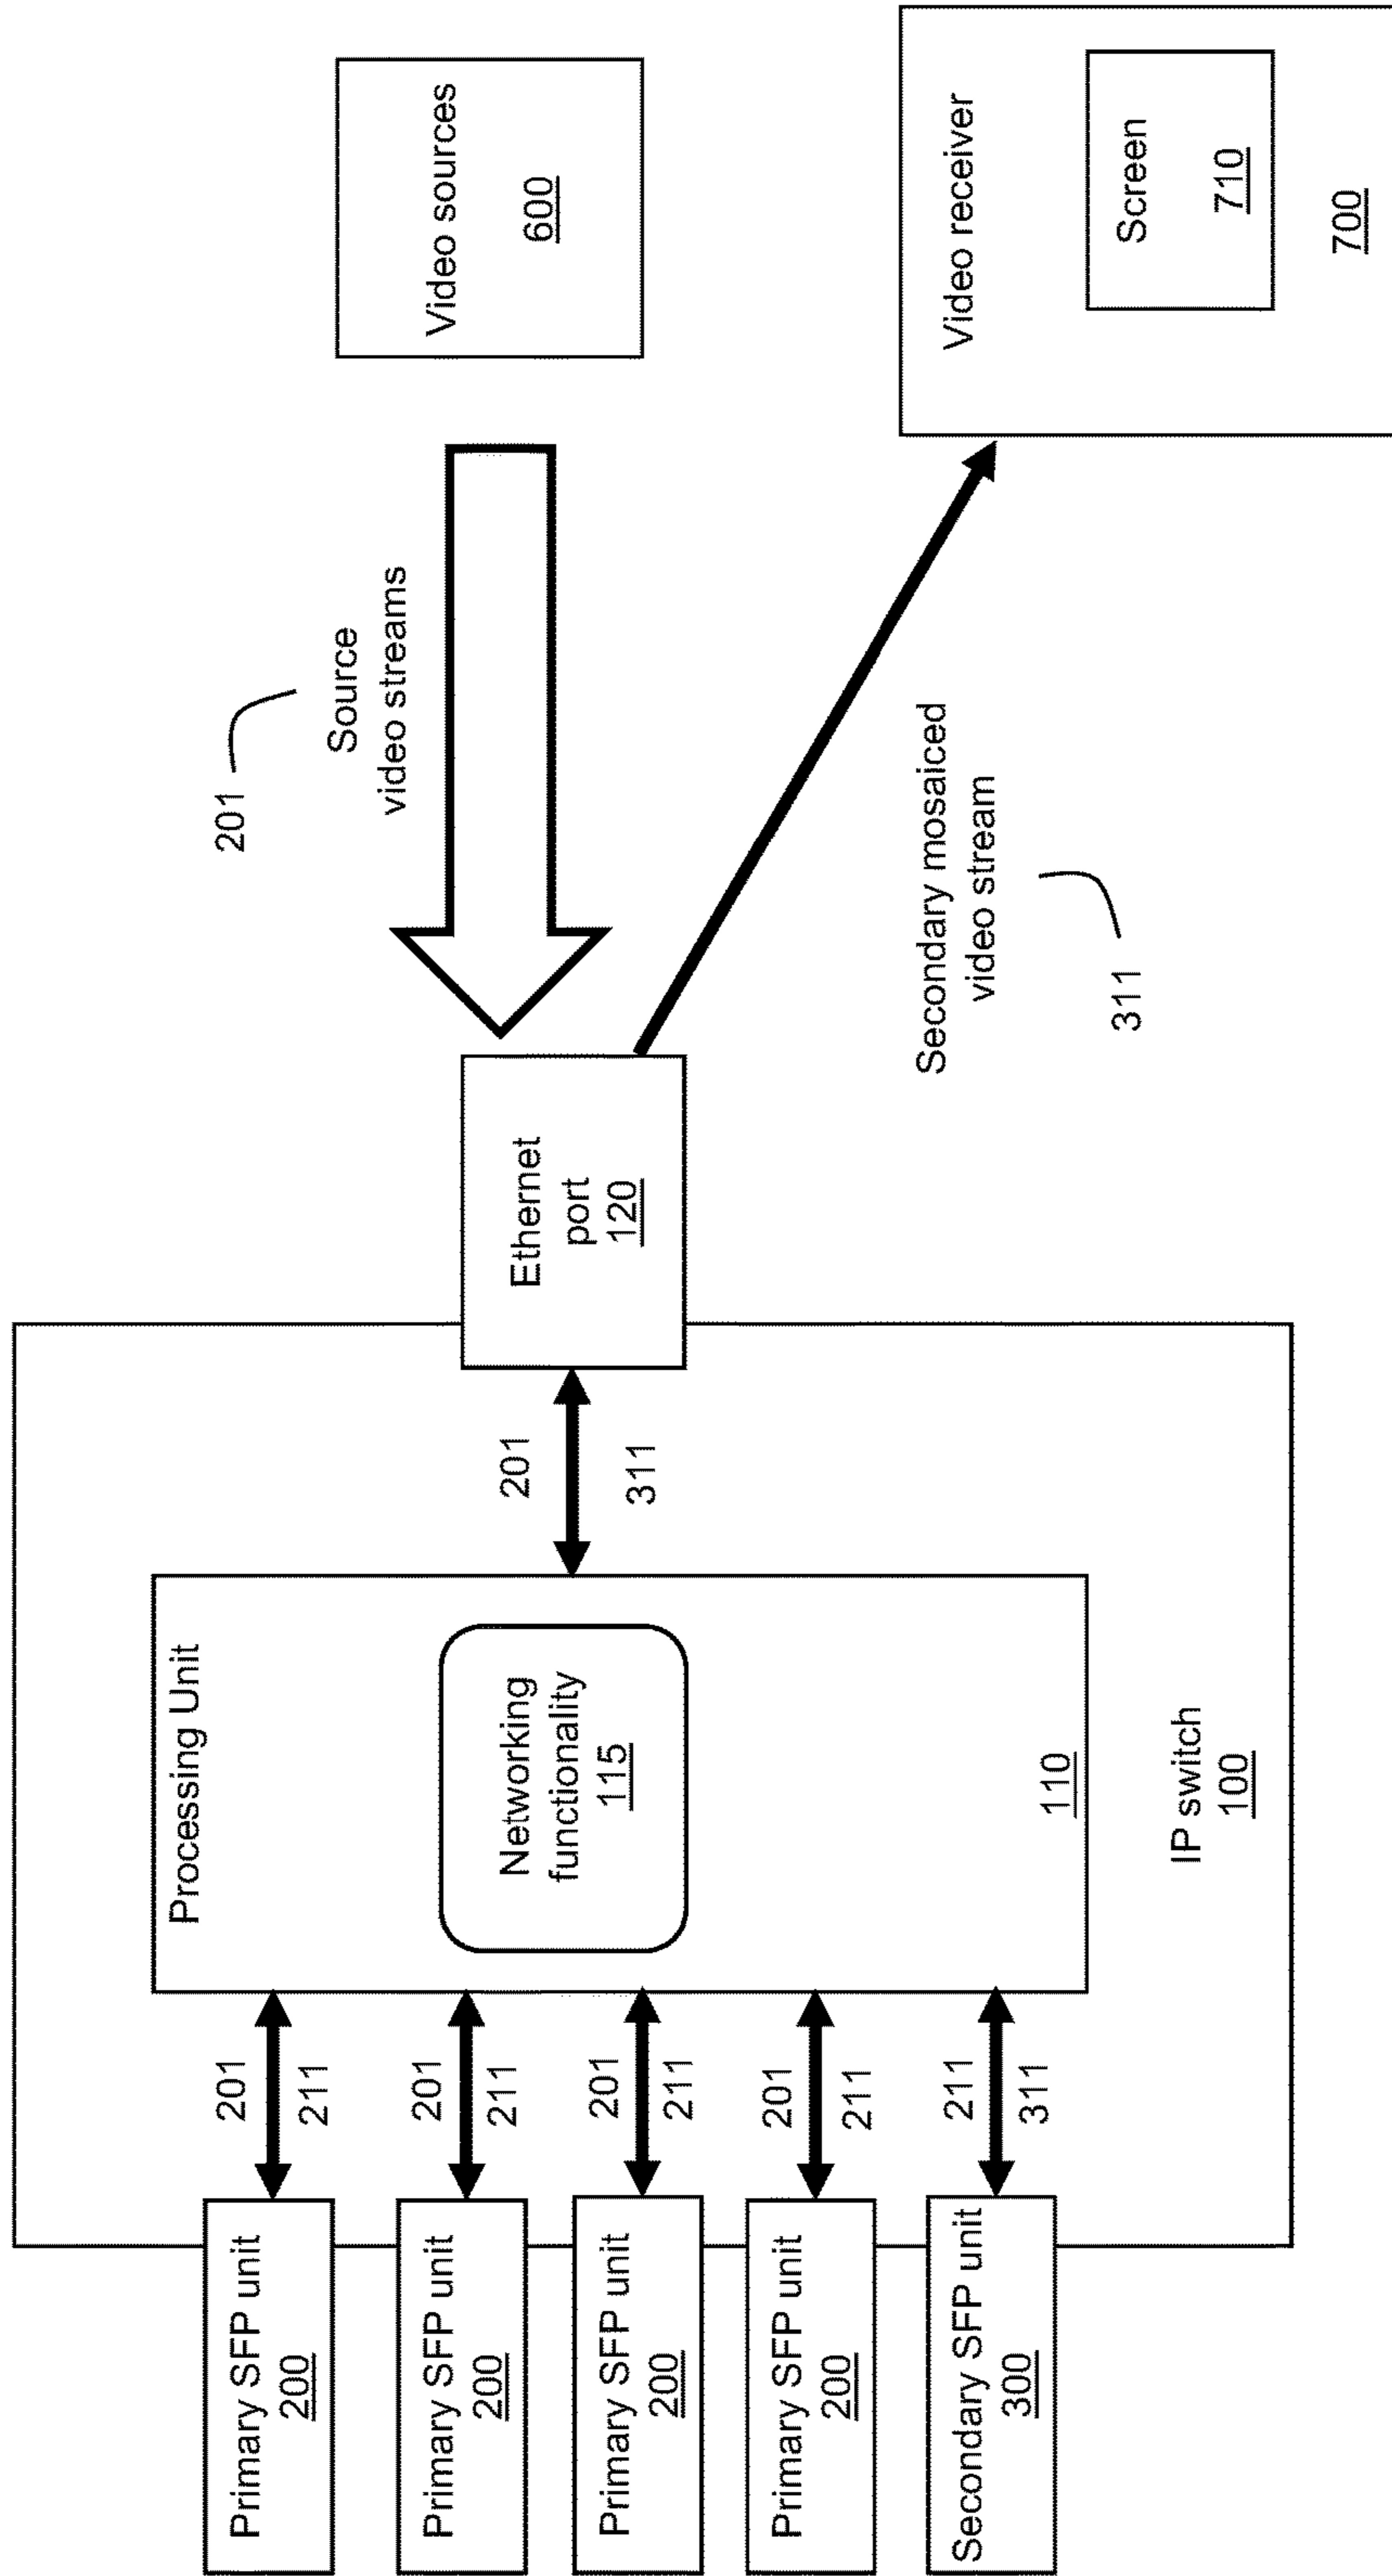 Primary SFP unit
200
201
211
Primary SFP unit
200
201
211
Primary SFP unit
200
201
211
Primary SFP unit
200
201
211
Secondary SFP unit
300
211
311
Processing Unit
Networking
functionality
115
110
IP switch
100
201
311
Ethernet
port
120
201
Source
video streams
Secondary mosaiced
video stream
311
Video sources
600
Video receiver
Screen
710
700